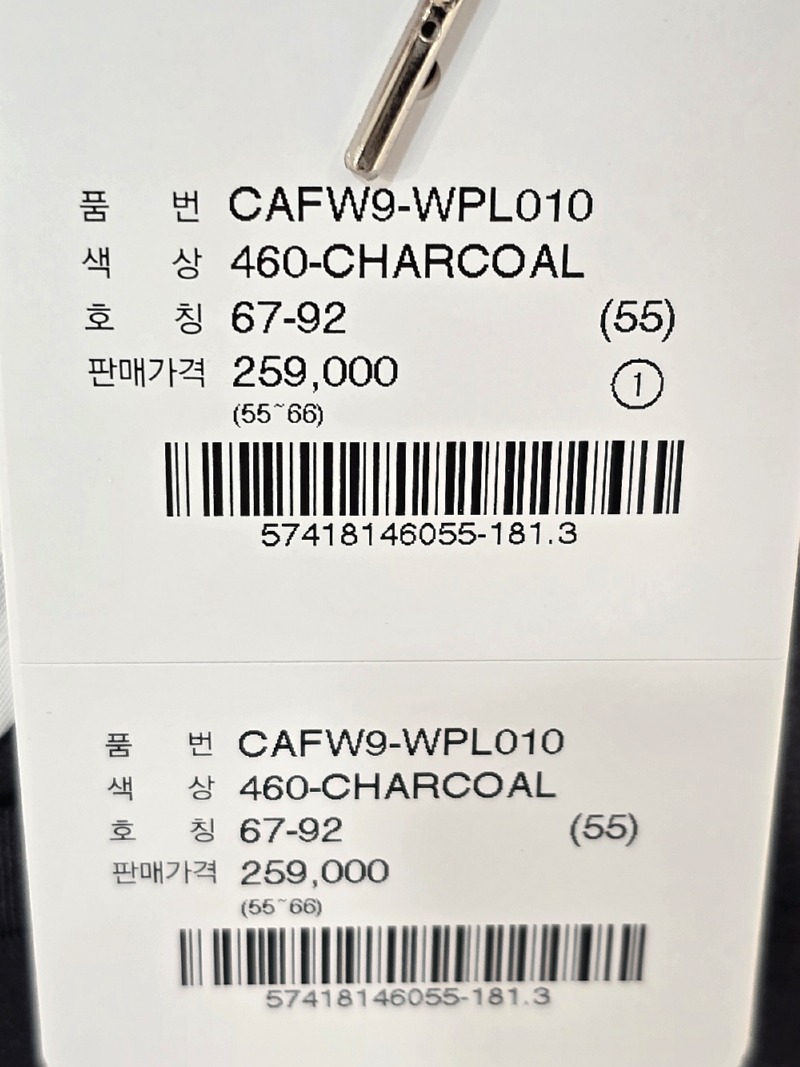 품 번 CAFW9-WPL010
색 상 460-CHARCOAL
호 칭 67-92 (55)
판매가격 259,000 ①
(55~66)
57418146055-181.3
품 번 CAFW9-WPL010
색 상 460-CHARCOAL
호 칭 67-92 (55)
판매가격 259,000
(55~66)
57418146055-181.3